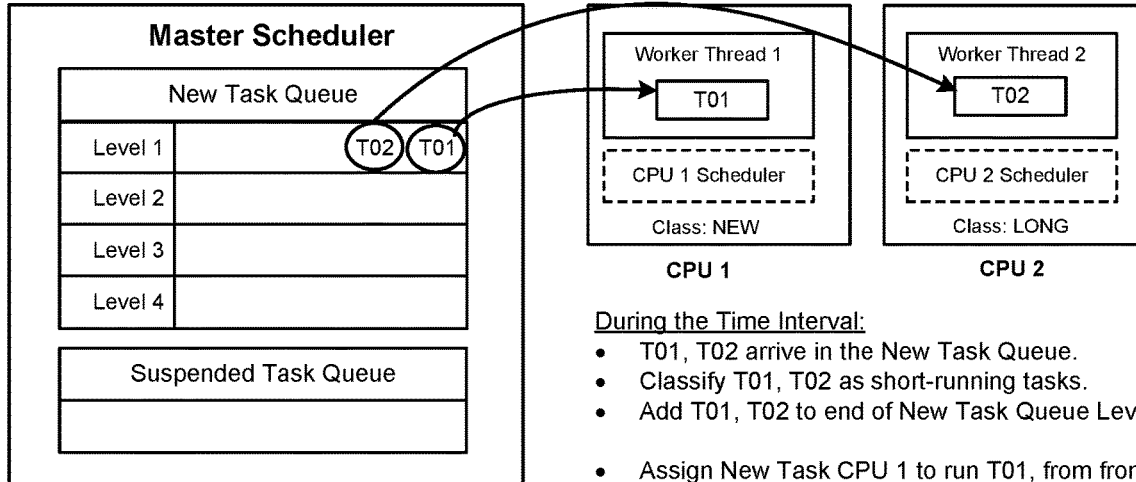 Master Scheduler
New Task Queue
Level 1
T02
T01
Level 2
Level 3
Level 4
Suspended Task Queue
Worker Thread 1
T01
CPU 1 Scheduler
Class: NEW
CPU 1
Worker Thread 2
T02
CPU 2 Scheduler
Class: LONG
CPU 2
During the Time Interval:
• T01, T02 arrive in the New Task Queue.
• Classify T01, T02 as short-running tasks.
• Add T01, T02 to end of New Task Queue
• Assign New Task CPU 1 to run T01, from